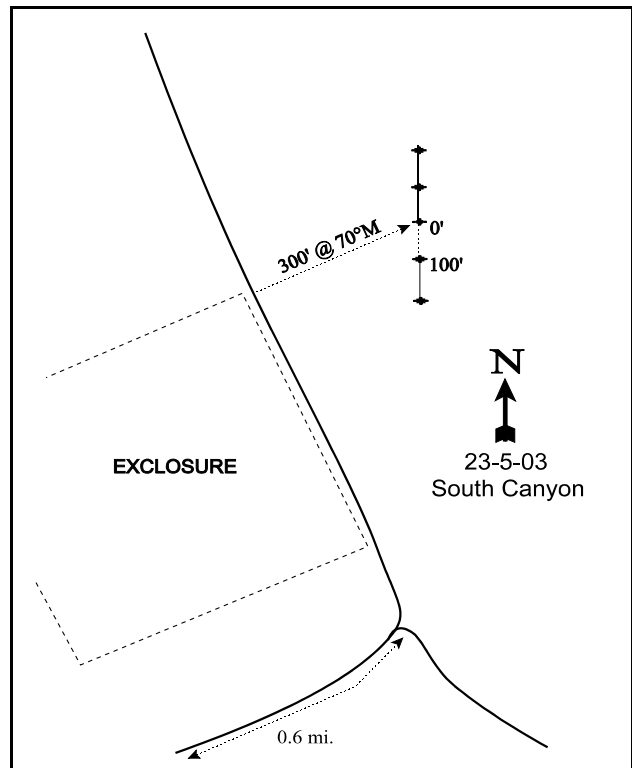 300' @ 70°M
0'
100'
N
23-5-03
South Canyon
EXCLOSURE
0.6 mi.